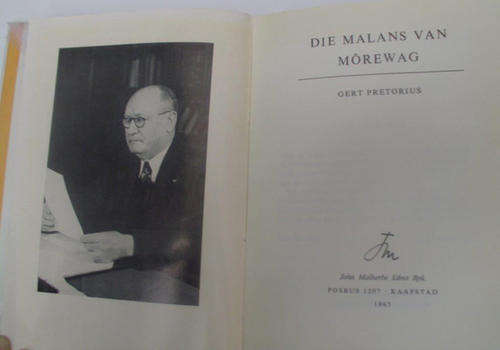 DIE MALANS VAN
MÔREWAG
GERT PRETORIUS
John Malherbe Edms Bpk.
POSBUS 1207 · KAAPSTAD
1965